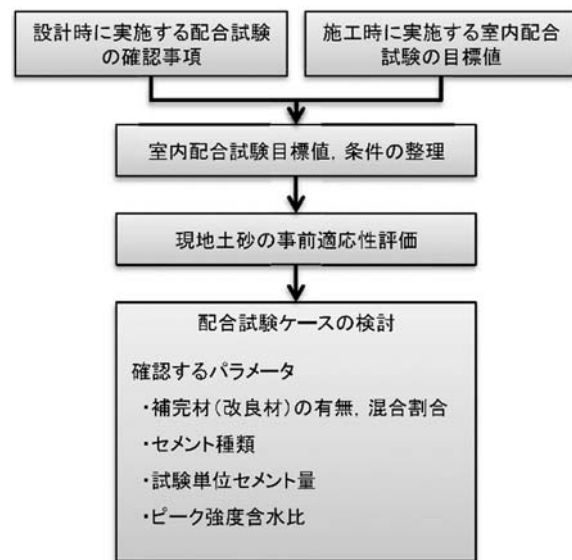 設計時に実施する配合試験
の確認事項
施工時に実施する室内配合
試験の目標値
室内配合試験目標値，条件の整理
現地土砂の事前適応性評価
配合試験ケースの検討
確認するパラメータ
・補完材（改良材）の有無，混合割合
・セメント種類
・試験単位セメント量
・ピーク強度含水比